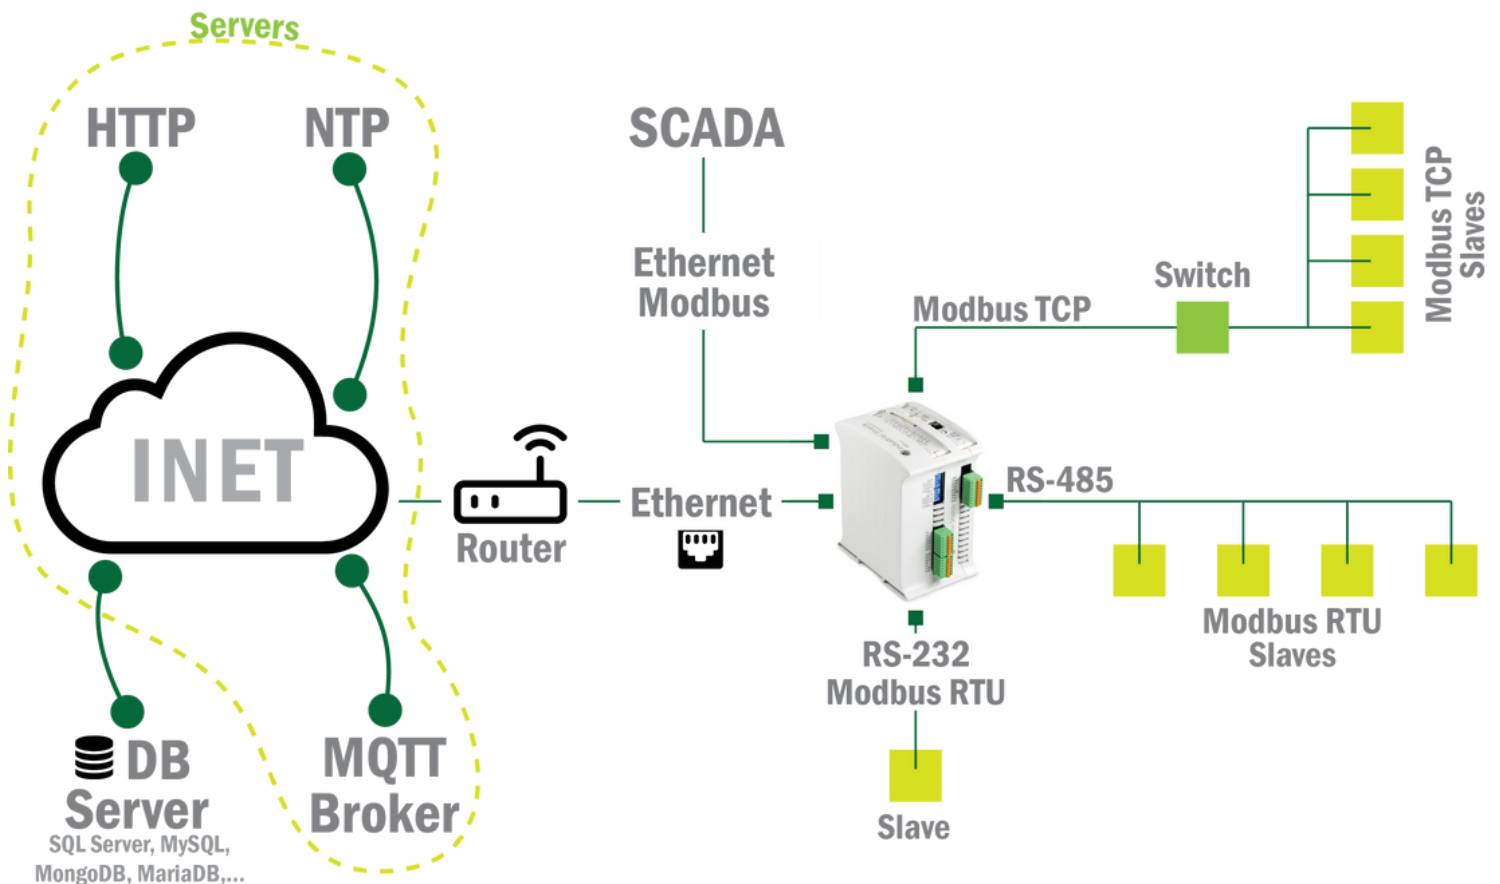 Servers
HTTP
NTP
SCADA
Ethernet
Modbus
Modbus TCP
Switch
Modbus TCP
Slaves
INET
Router
Ethernet
RS-485
Modbus RTU
Slaves
RS-232
Modbus RTU
Slave
DB
Server
SQL Server, MySQL,
MongoDB, MariaDB,...
MQTT
Broker